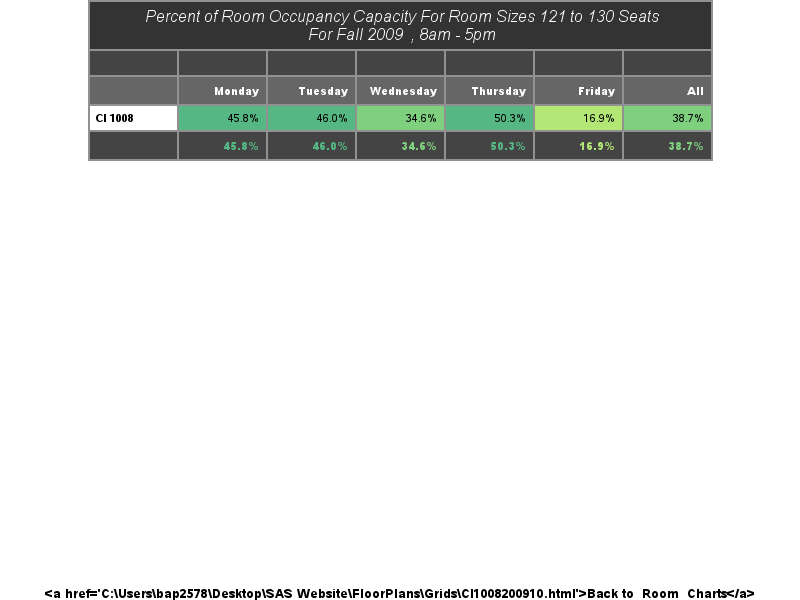 Percent of Room Occupancy Capacity For Room Sizes 121 to 130 Seats
For Fall 2009 , 8am - 5pm
Monday Tuesday Wednesday Thursday Friday All
CI 1008 45.8% 46.0% 34.6% 50.3% 16.9% 38.7%
45.8% 46.0% 34.6% 50.3% 16.9% 38.7%
<a href='C:\Users\bap2578\Desktop\SAS Website\FloorPlans\Grids\CI1008200910.html'>Back to Room Charts</a>